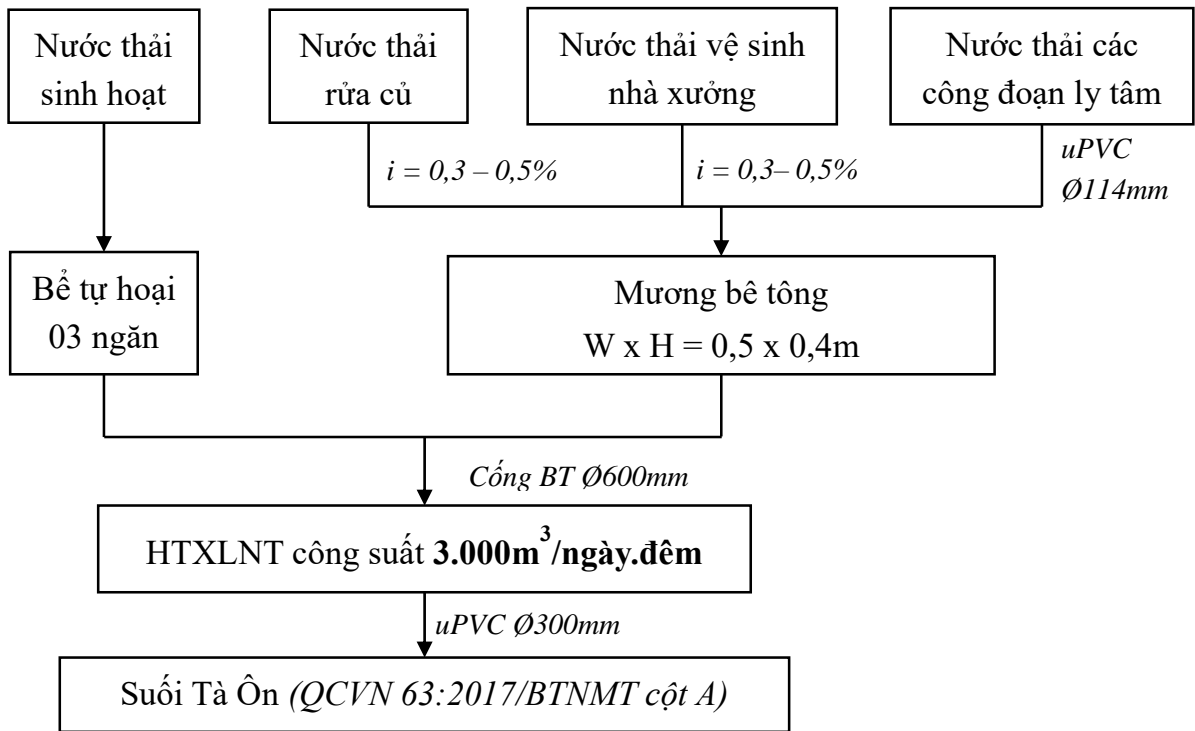 Nước thải
sinh hoạt
Nước thải
rửa củ
Nước thải vệ sinh
nhà xưởng
Nước thải các
công đoạn ly tâm
i = 0,3 – 0,5%
i = 0,3– 0,5%
uPVC
Ø114mm
Bể tự hoại
03 ngăn
Mương bê tông
W x H = 0,5 x 0,4m
Cống BT Ø600mm
HTXLNT công suất 3.000m³/ngày.đêm
uPVC Ø300mm
Suối Tà Ôn (QCVN 63:2017/BTNMT cột A)